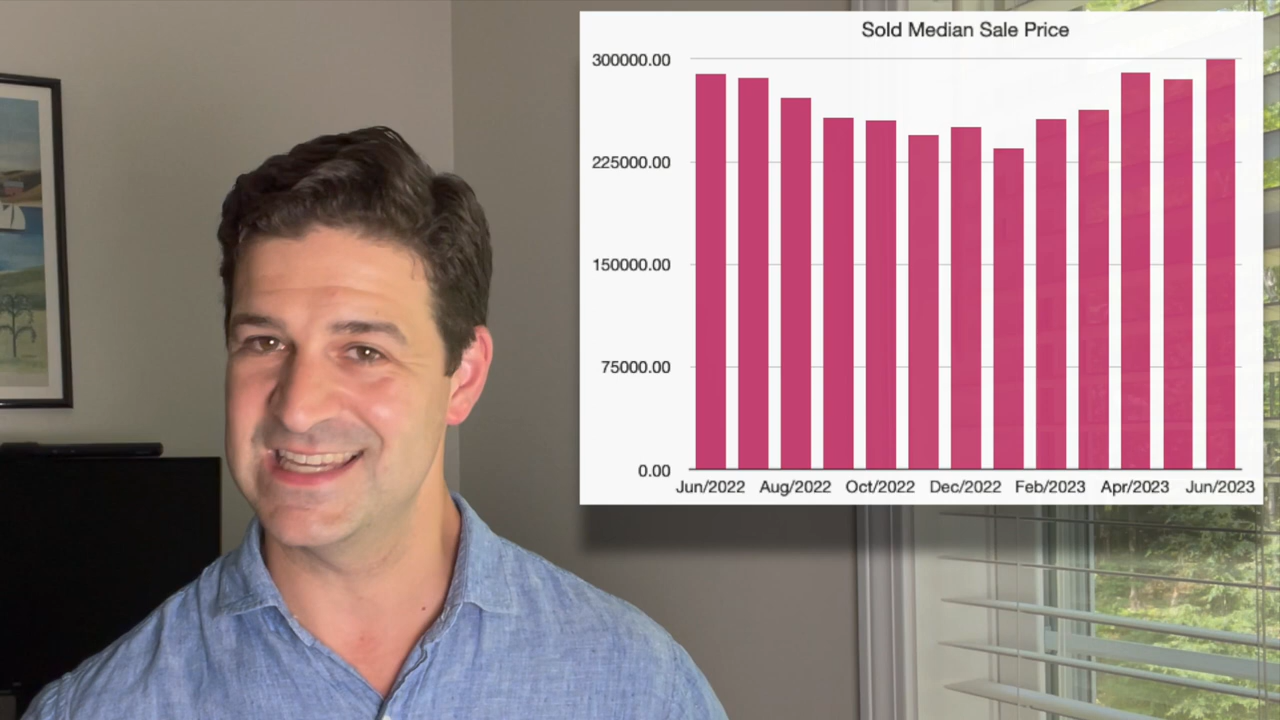 Sold Median Sale Price
300000.00
225000.00
150000.00
75000.00
0.00
Jun/2022 Aug/2022 Oct/2022 Dec/2022 Feb/2023 Apr/2023 Jun/2023